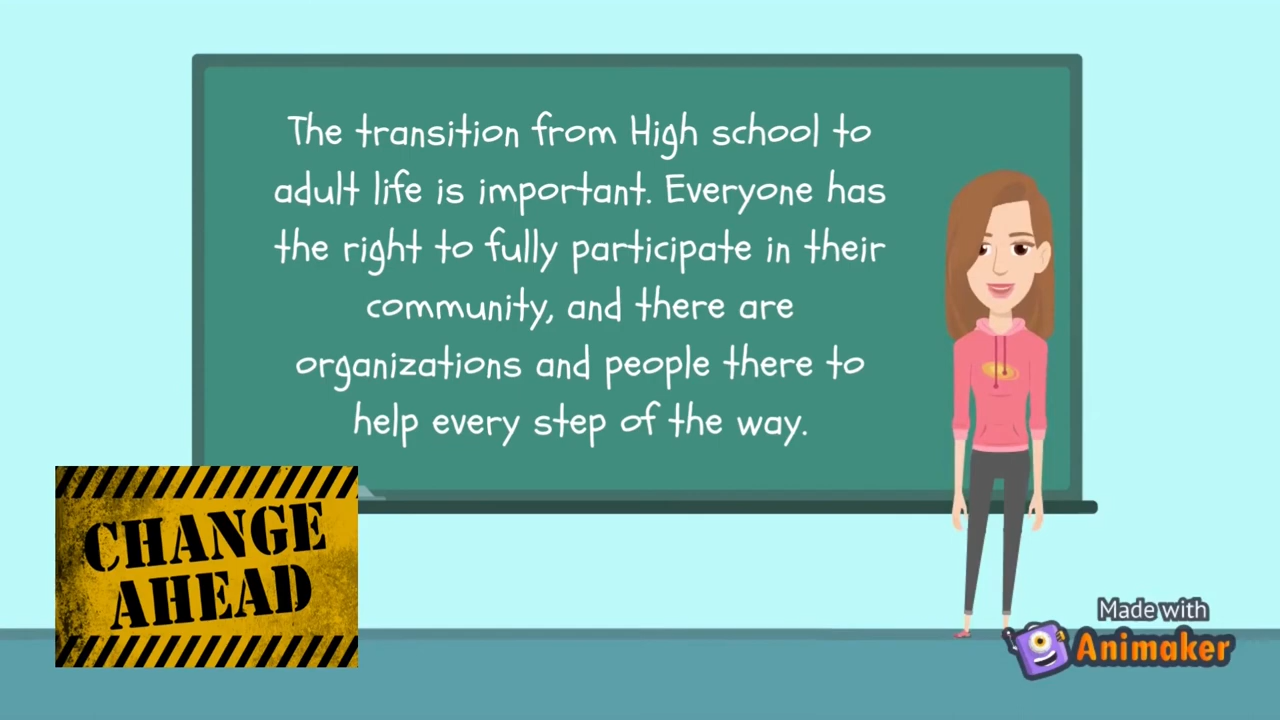 The transition from High school to
adult life is important. Everyone has
the right to fully participate in their
community, and there are
organizations and people there to
help every step of the way.
CHANGE
AHEAD
Made with
Animaker